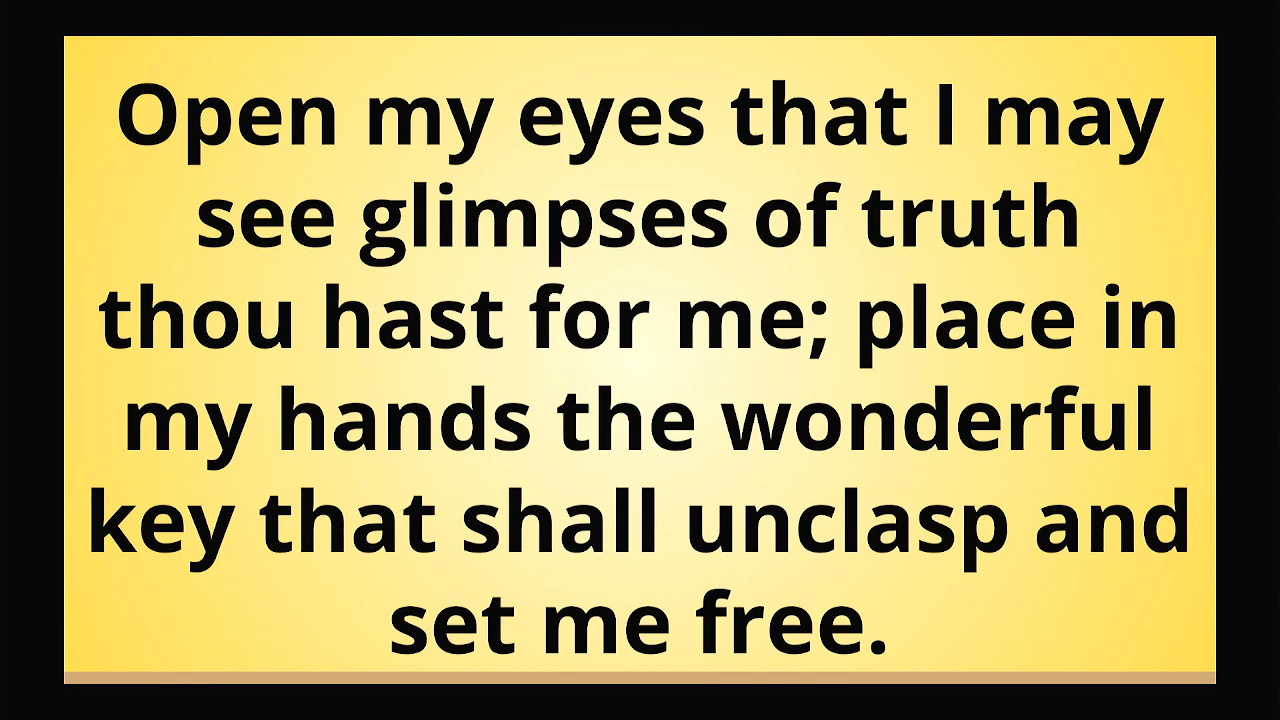 Open my eyes that I may
see glimpses of truth
thou hast for me; place in
my hands the wonderful
key that shall unclasp and
set me free.